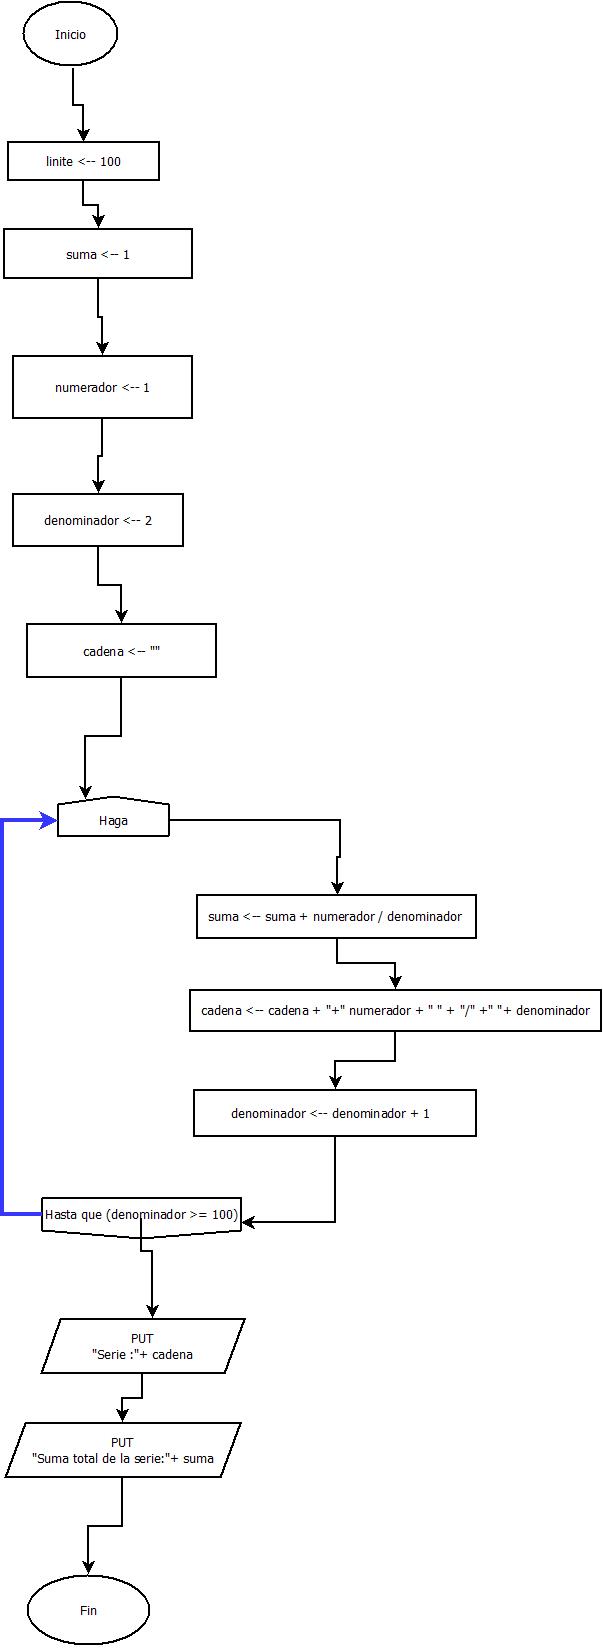 Inicio
linite <-- 100
suma <-- 1
numerador <-- 1
denominador <-- 2
cadena <-- ""
Haga
suma <-- suma + numerador / denominador
cadena <-- cadena + "+" numerador + " " + "/" +" "+ denominador
denominador <-- denominador + 1
Hasta que (denominador >= 100)
PUT
"Serie :"+ cadena
PUT
"Suma total de la serie:"+ suma
Fin